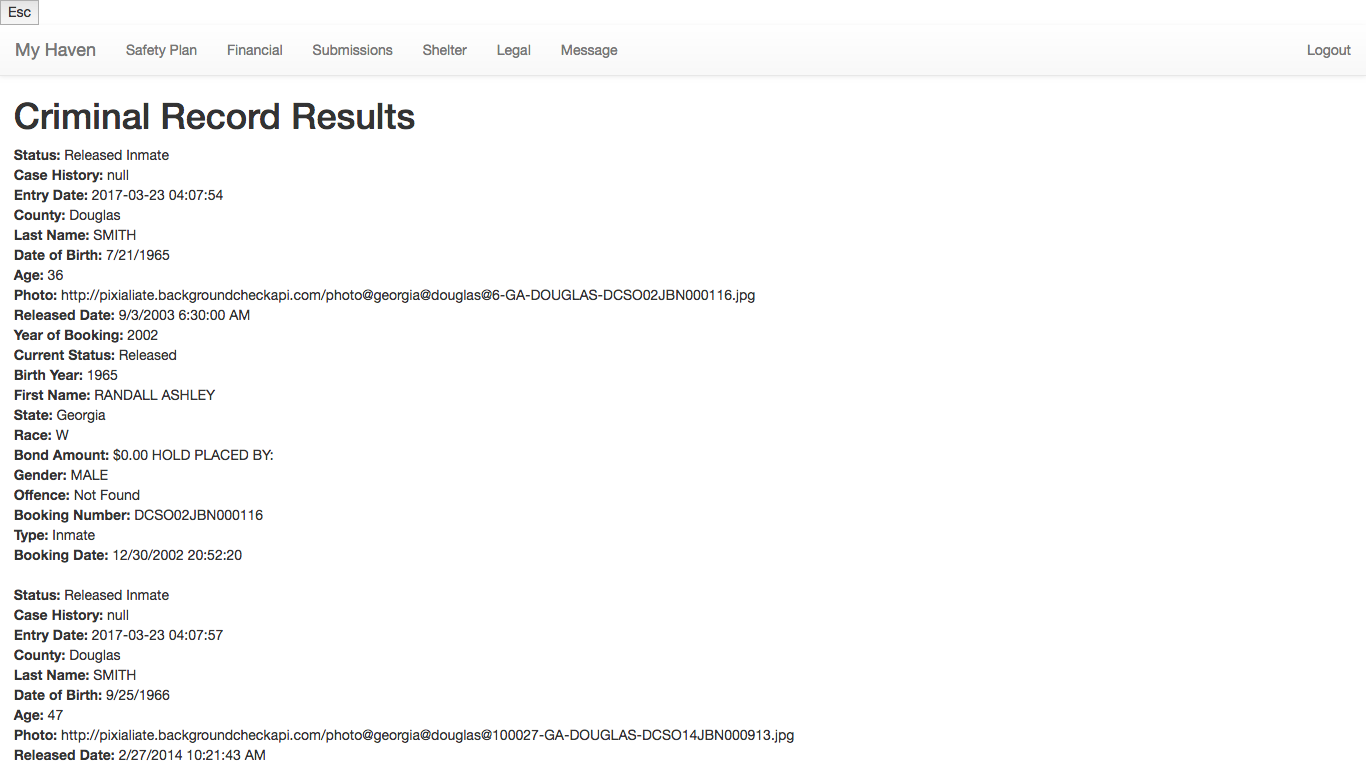 Esc
My Haven Safety Plan Financial Submissions Shelter Legal Message Logout
Criminal Record Results
Status: Released Inmate
Case History: null
Entry Date: 2017-03-23 04:07:54
County: Douglas
Last Name: SMITH
Date of Birth: 7/21/1965
Age: 36
Photo: http://pixialiate.backgroundcheckapi.com/photo@georgia@douglas@6-GA-DOUGLAS-DCSO02JBN000116.jpg
Released Date: 9/3/2003 6:30:00 AM
Year of Booking: 2002
Current Status: Released
Birth Year: 1965
First Name: RANDALL ASHLEY
State: Georgia
Race: W
Bond Amount: $0.00 HOLD PLACED BY:
Gender: MALE
Offence: Not Found
Booking Number: DCSO02JBN000116
Type: Inmate
Booking Date: 12/30/2002 20:52:20
Status: Released Inmate
Case History: null
Entry Date: 2017-03-23 04:07:57
County: Douglas
Last Name: SMITH
Date of Birth: 9/25/1966
Age: 47
Photo: http://pixialiate.backgroundcheckapi.com/photo@georgia@douglas@100027-GA-DOUGLAS-DCSO14JBN000913.jpg
Released Date: 2/27/2014 10:21:43 AM